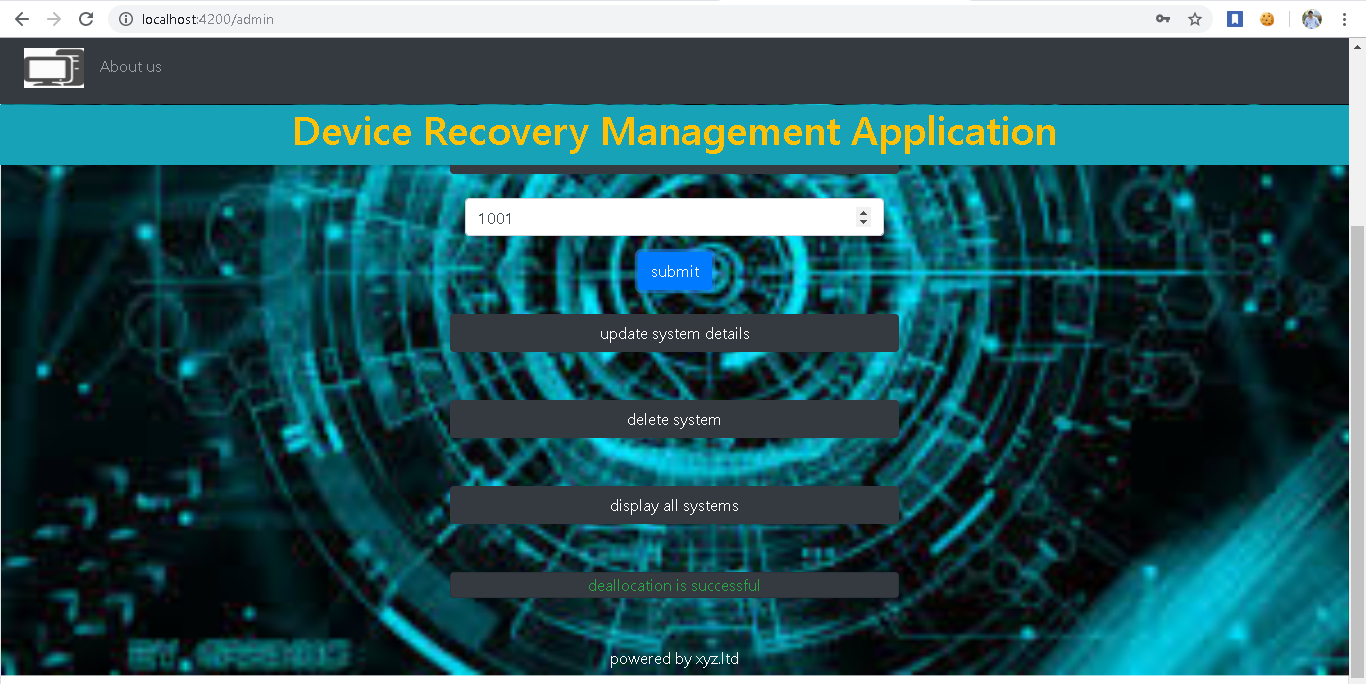 localhost:4200/admin
About us
Device Recovery Management Application
1001
submit
update system details
delete system
display all systems
deallocation is successful
powered by xyz.ltd